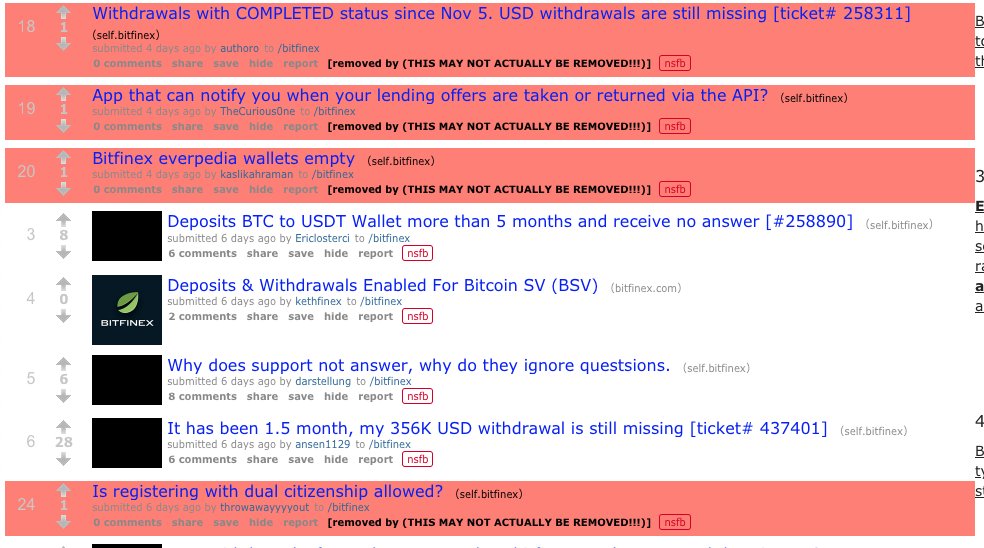 18
1
Withdrawals with COMPLETED status since Nov 5. USD withdrawals are still missing [ticket# 258311]
(self.bitfinex)
submitted 4 days ago by authoro to /bitfinex
0 comments share save hide report [removed by (THIS MAY NOT ACTUALLY BE REMOVED!!!)] nsfb
19
1
App that can notify you when your lending offers are taken or returned via the API? (self.bitfinex)
submitted 4 days ago by TheCurious0ne to /bitfinex
0 comments share save hide report [removed by (THIS MAY NOT ACTUALLY BE REMOVED!!!)] nsfb
20
1
Bitfinex everpedia wallets empty (self.bitfinex)
submitted 4 days ago by kaslikahraman to /bitfinex
0 comments share save hide report [removed by (THIS MAY NOT ACTUALLY BE REMOVED!!!)] nsfb
3
8
Deposits BTC to USDT Wallet more than 5 months and receive no answer [#258890] (self.bitfinex)
submitted 6 days ago by Ericlosterci to /bitfinex
6 comments share save hide report nsfb
4
0
BITFINEX
Deposits & Withdrawals Enabled For Bitcoin SV (BSV) (bitfinex.com)
submitted 6 days ago by kethfinex to /bitfinex
2 comments share save hide report nsfb
5
6
Why does support not answer, why do they ignore questsions. (self.bitfinex)
submitted 6 days ago by darstellung to /bitfinex
8 comments share save hide report nsfb
6
28
It has been 1.5 month, my 356K USD withdrawal is still missing [ticket# 437401] (self.bitfinex)
submitted 6 days ago by ansen1129 to /bitfinex
6 comments share save hide report nsfb
24
1
Is registering with dual citizenship allowed? (self.bitfinex)
submitted 6 days ago by throwawayyyyout to /bitfinex
0 comments share save hide report [removed by (THIS MAY NOT ACTUALLY BE REMOVED!!!)] nsfb
3
4